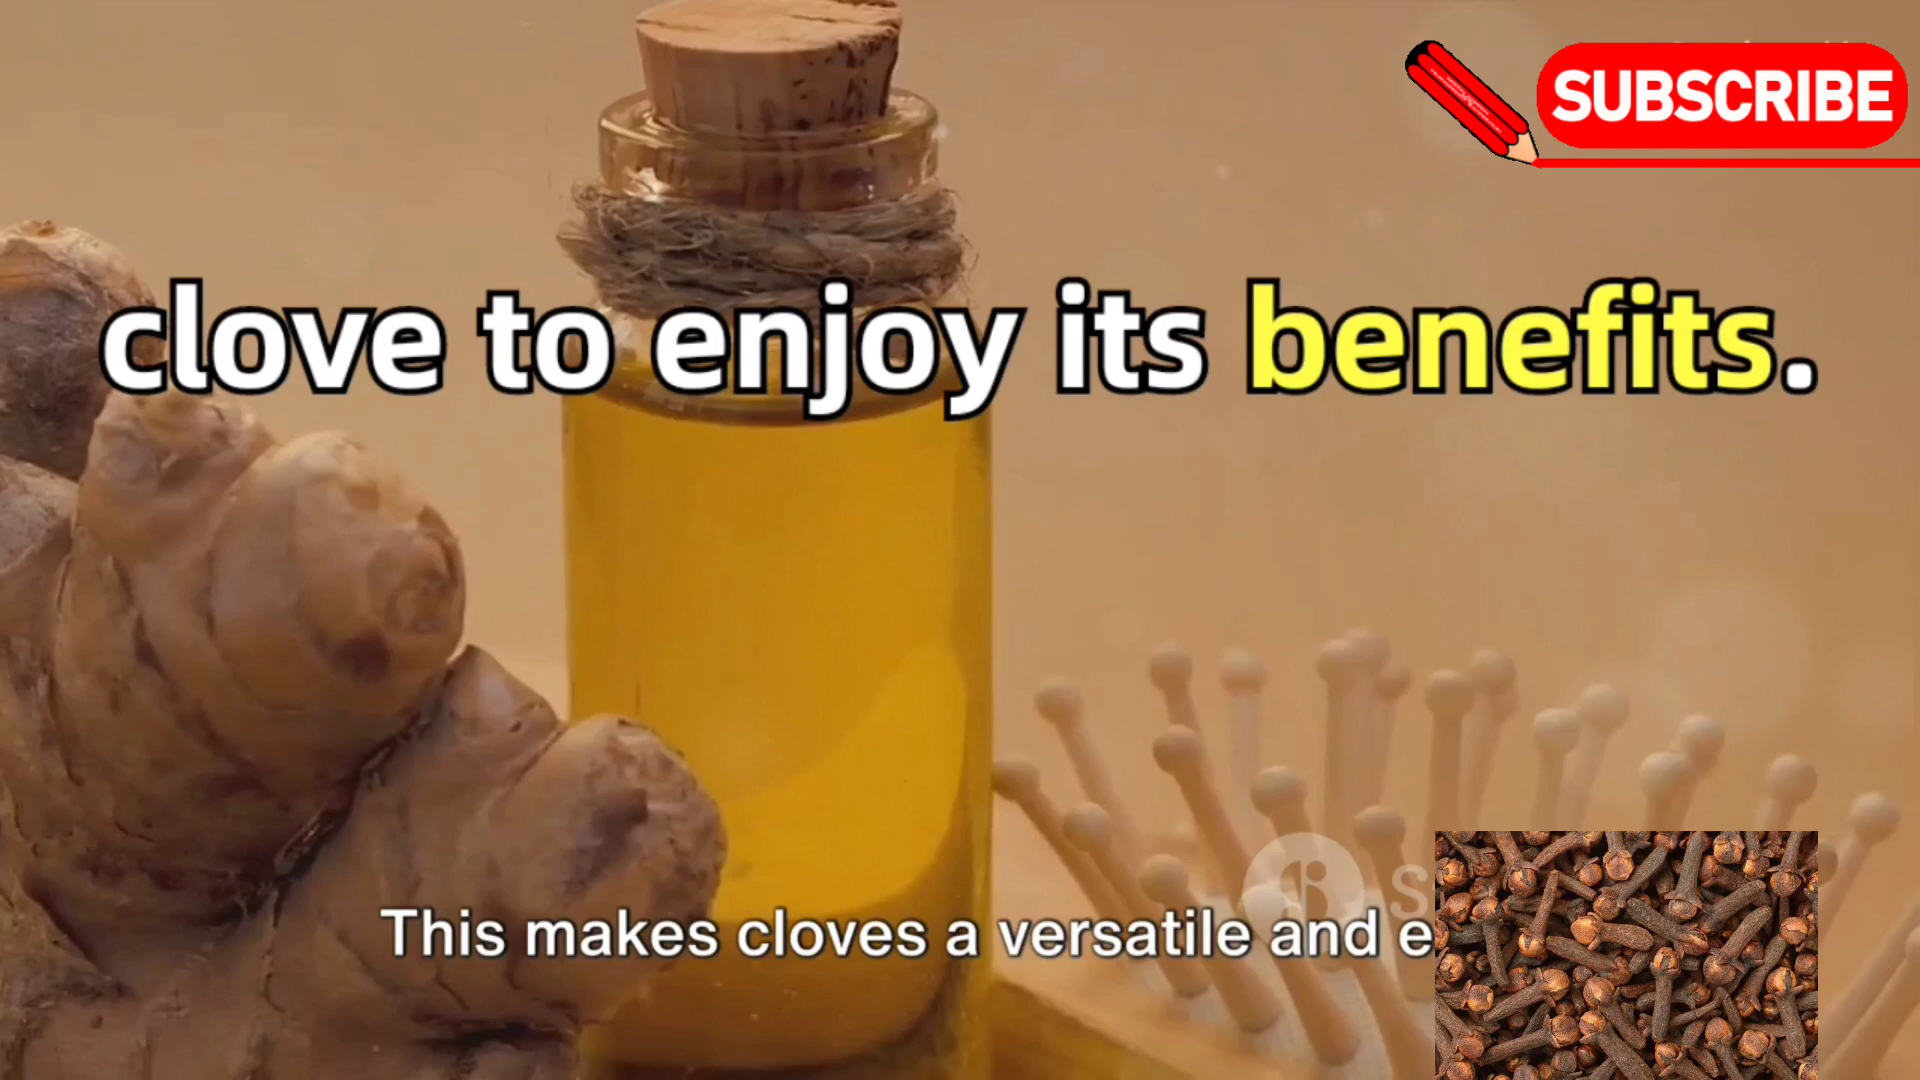 SUBSCRIBE
clove to enjoy its benefits.
This makes cloves a versatile and e